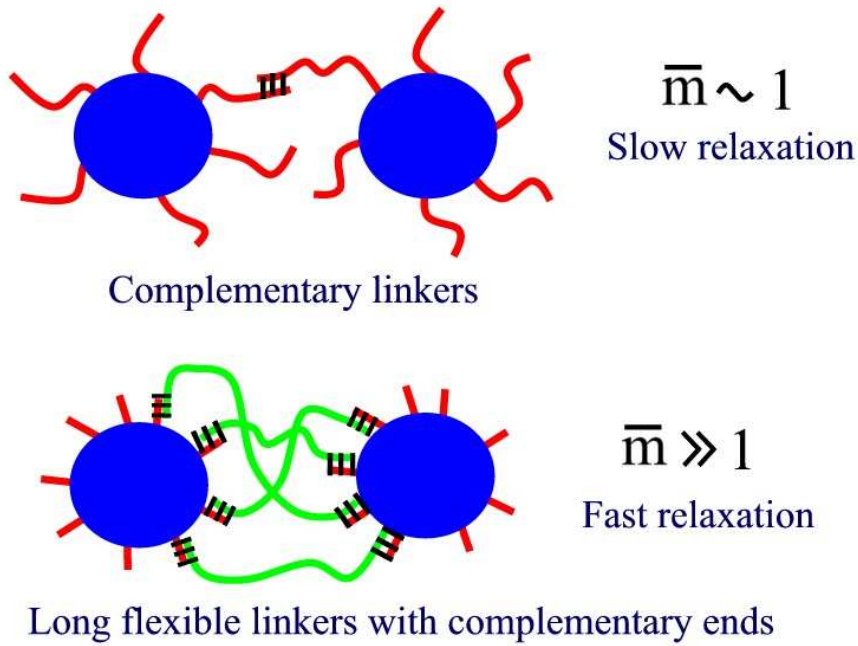 m̅ ~ 1
Slow relaxation
Complementary linkers
m̅ ≫ 1
Fast relaxation
Long flexible linkers with complementary ends